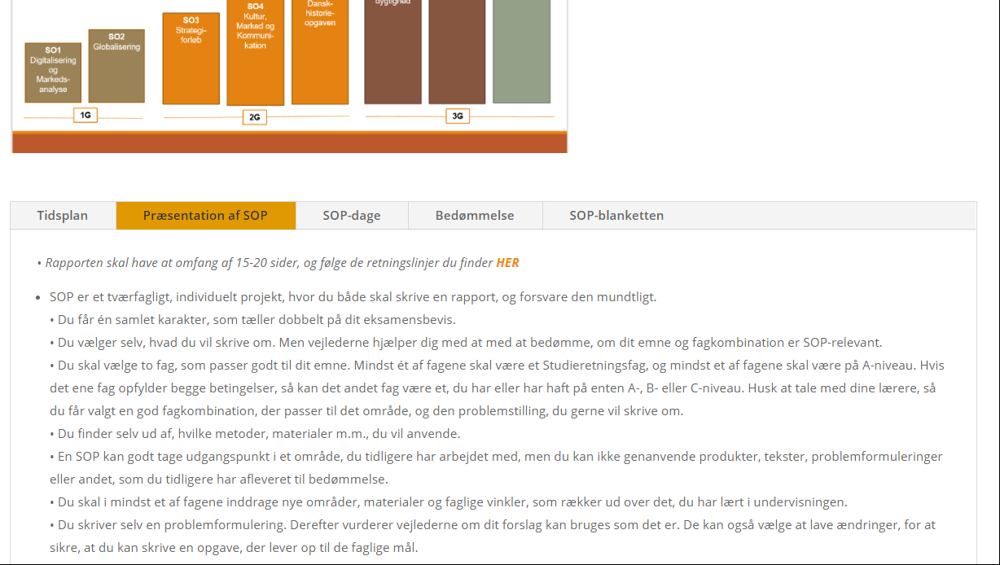 dygtighed
SO4
Kultur,
Marked og
Kommuni-
kation
Dansk-
historie-
opgaven
SO3
Strategi-
forløb
SO2
Globalisering
SO1
Digitalisering
og
Markeds-
analyse
1G
2G
3G
Tidsplan
Præsentation af SOP
SOP-dage
Bedømmelse
SOP-blanketten
• Rapporten skal have at omfang af 15-20 sider, og følge de retningslinjer du finder HER
• SOP er et tværfagligt, individuelt projekt, hvor du både skal skrive en rapport, og forsvare den mundtligt.
• Du får én samlet karakter, som tæller dobbelt på dit eksamensbevis.
• Du vælger selv, hvad du vil skrive om. Men vejlederne hjælper dig med at med at bedømme, om dit emne og fagkombination er SOP-relevant.
• Du skal vælge to fag, som passer godt til dit emne. Mindst ét af fagene skal være et Studieretningsfag, og mindst et af fagene skal være på A-niveau. Hvis
det ene fag opfylder begge betingelser, så kan det andet fag være et, du har eller har haft på enten A-, B- eller C-niveau. Husk at tale med dine lærere, så
du får valgt en god fagkombination, der passer til det område, og den problemstilling, du gerne vil skrive om.
• Du finder selv ud af, hvilke metoder, materialer m.m., du vil anvende.
• En SOP kan godt tage udgangspunkt i et område, du tidligere har arbejdet med, men du kan ikke genanvende produkter, tekster, problemformuleringer
eller andet, som du tidligere har afleveret til bedømmelse.
• Du skal i mindst et af fagene inddrage nye områder, materialer og faglige vinkler, som rækker ud over det, du har lært i undervisningen.
• Du skriver selv en problemformulering. Derefter vurderer vejlederne om dit forslag kan bruges som det er. De kan også vælge at lave ændringer, for at
sikre, at du kan skrive en opgave, der lever op til de faglige mål.